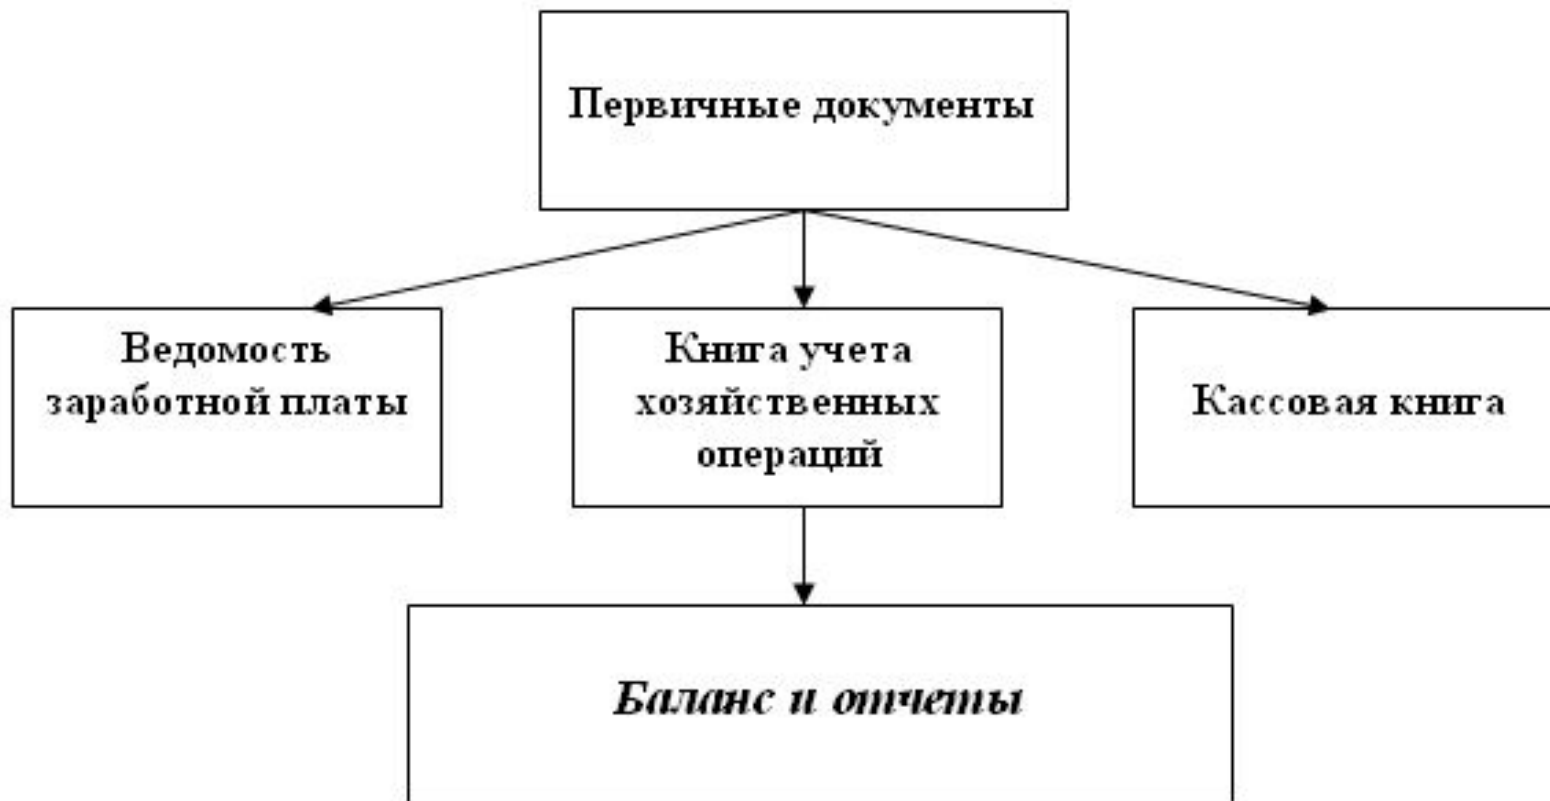 Первичные документы
Ведомость
заработной платы
Книга учета
хозяйственных
операций
Кассовая книга
Баланс и отчеты